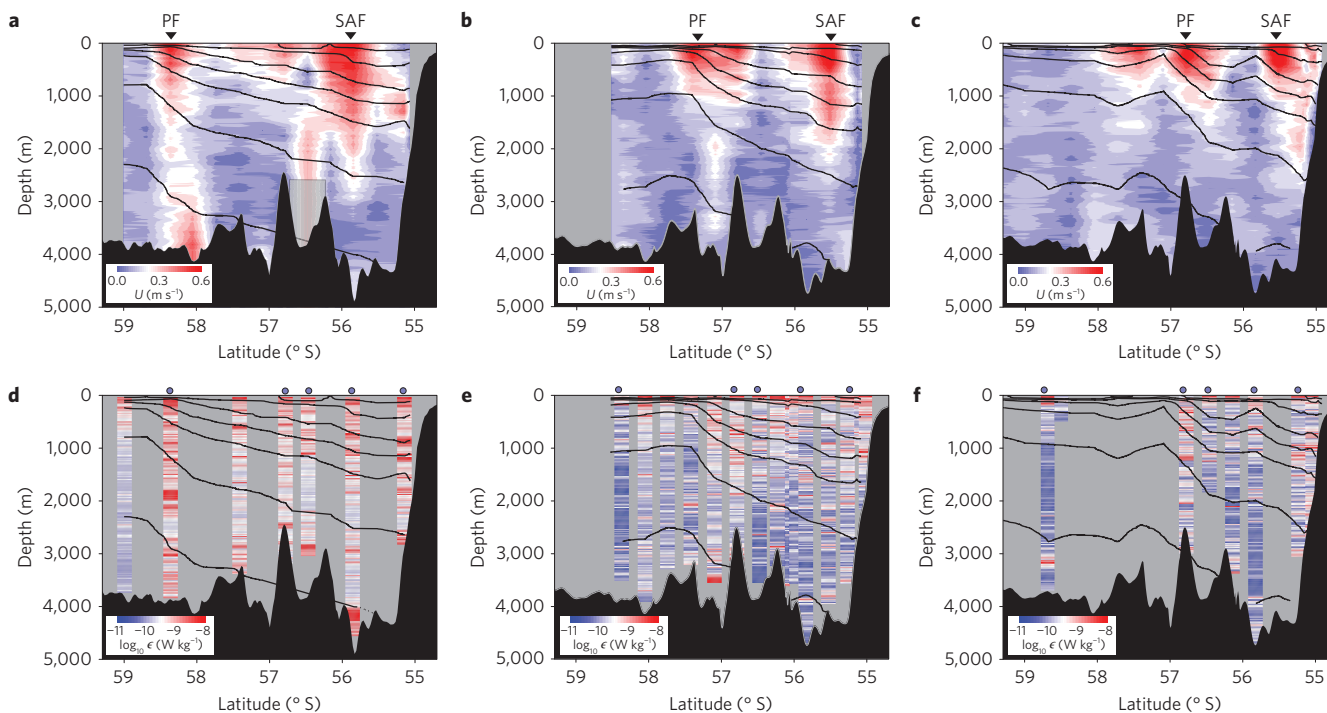 a
PF
SAF
0
1,000
2,000
3,000
4,000
5,000
Depth (m)
0.0
0.3
0.6
U (m s⁻¹)
59
58
57
56
55
Latitude (° S)
b
PF
SAF
0
1,000
2,000
3,000
4,000
5,000
Depth (m)
0.0
0.3
0.6
U (m s⁻¹)
59
58
57
56
55
Latitude (° S)
c
PF
SAF
0
1,000
2,000
3,000
4,000
5,000
Depth (m)
0.0
0.3
0.6
U (m s⁻¹)
59
58
57
56
55
Latitude (° S)
d
0
1,000
2,000
3,000
4,000
5,000
Depth (m)
−11
−10
−9
−8
log₁₀ ϵ (W kg⁻¹)
59
58
57
56
55
Latitude (° S)
e
0
1,000
2,000
3,000
4,000
5,000
Depth (m)
−11
−10
−9
−8
log₁₀ ϵ (W kg⁻¹)
59
58
57
56
55
Latitude (° S)
f
0
1,000
2,000
3,000
4,000
5,000
Depth (m)
−11
−10
−9
−8
log₁₀ ϵ (W kg⁻¹)
59
58
57
56
55
Latitude (° S)